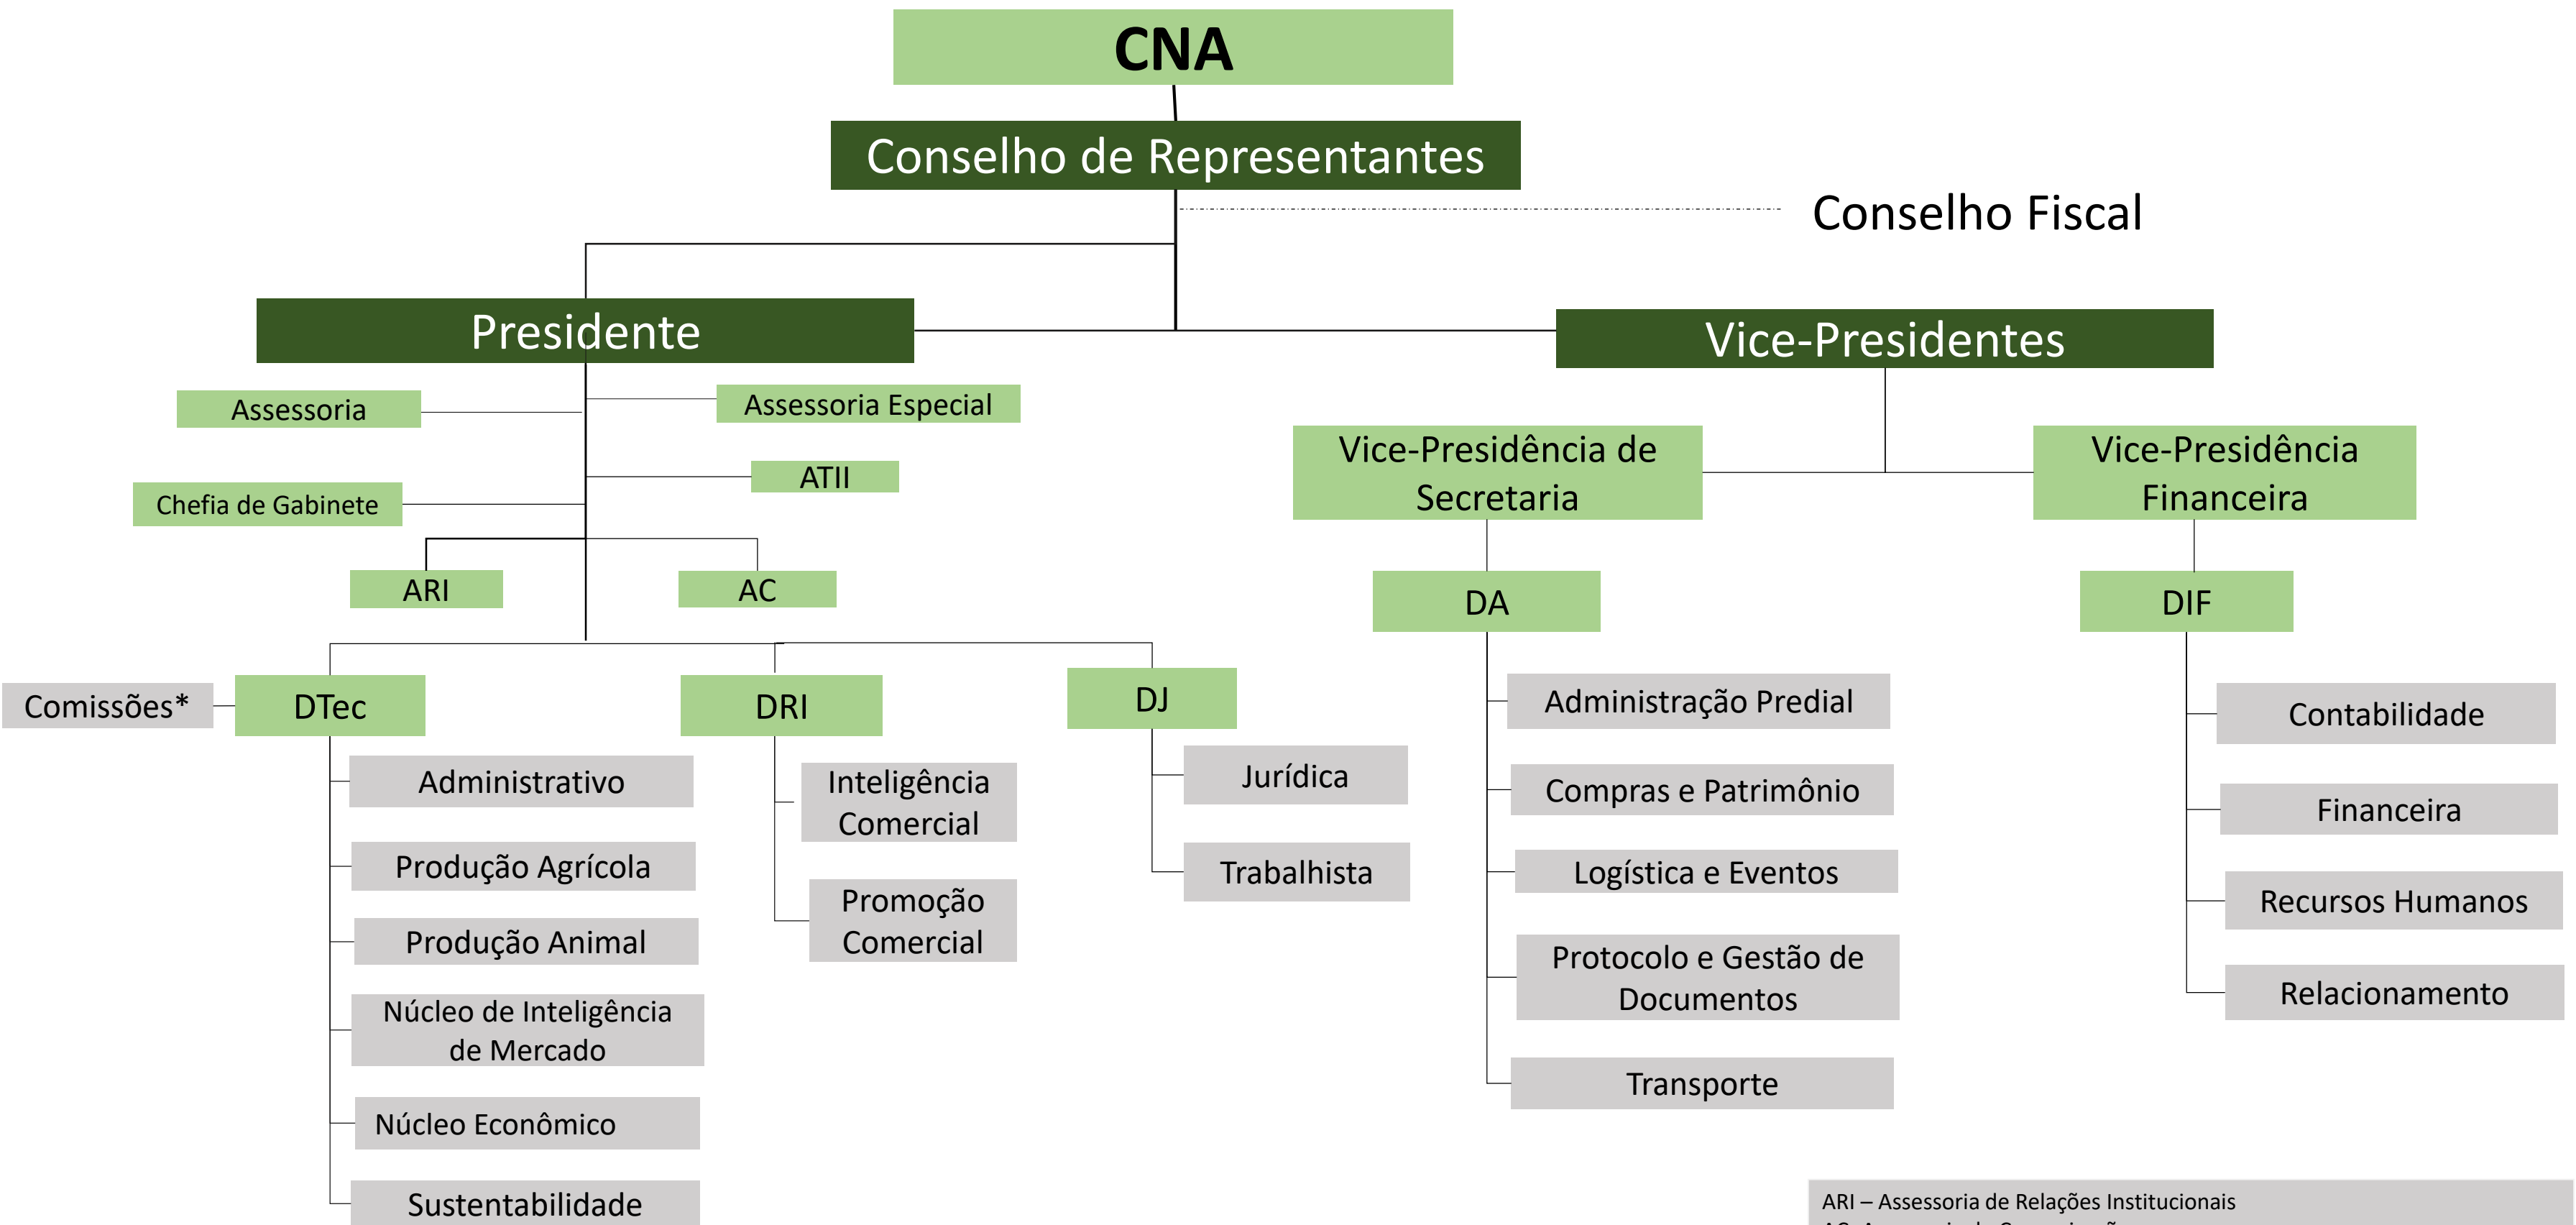 CNA
Conselho de Representantes
Conselho Fiscal
Presidente
Vice-Presidentes
Assessoria
Assessoria Especial
ATII
Chefia de Gabinete
ARI
AC
Vice-Presidência de
Secretaria
Vice-Presidência
Financeira
DA
DIF
Comissões*
DTec
DRI
DJ
Administrativo
Produção Agrícola
Produção Animal
Núcleo de Inteligência
de Mercado
Núcleo Econômico
Sustentabilidade
Inteligência
Comercial
Promoção
Comercial
Jurídica
Trabalhista
Administração Predial
Compras e Patrimônio
Logística e Eventos
Protocolo e Gestão de
Documentos
Transporte
Contabilidade
Financeira
Recursos Humanos
Relacionamento
ARI – Assessoria de Relações Institucionais